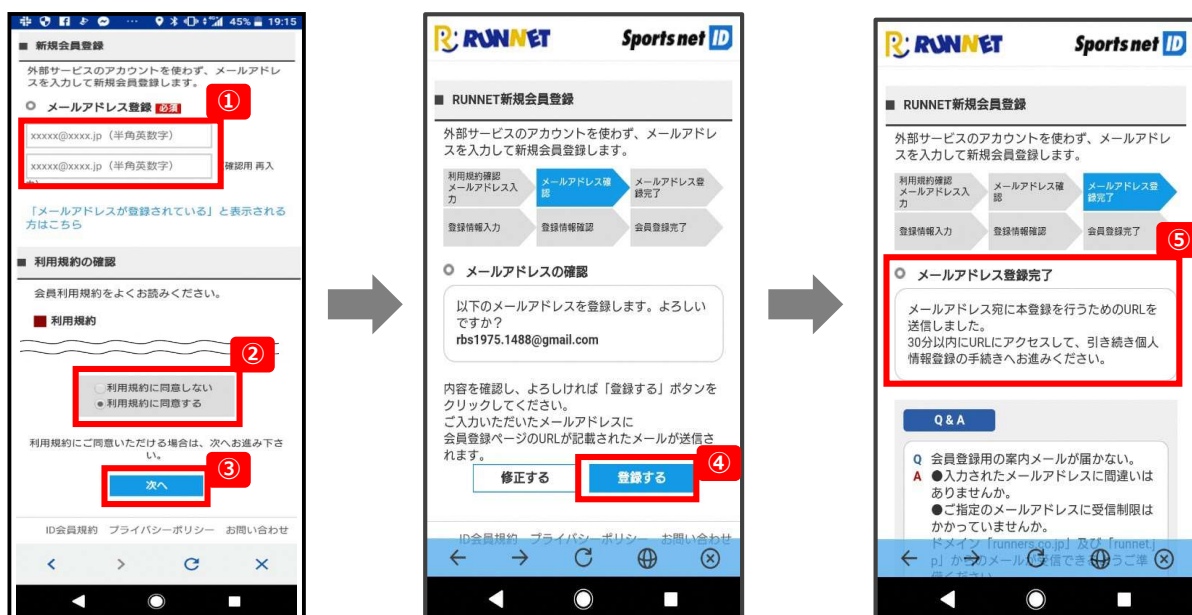 45% 19:15
新規会員登録
外部サービスのアカウントを使わず、メールアドレ
スを入力して新規会員登録します。
メールアドレス登録 必須
①
xxxxx@xxxx.jp（半角英数字）
xxxxx@xxxx.jp（半角英数字）
確認用 再入
「メールアドレスが登録されている」と表示される
方はこちら
利用規約の確認
会員利用規約をよくお読みください。
利用規約
②
利用規約に同意しない
利用規約に同意する
利用規約にご同意いただける場合は、次へお進み下さ
い。
③
次へ
ID会員規約 プライバシーポリシー お問い合わせ
RUNNET Sports net ID
RUNNET新規会員登録
外部サービスのアカウントを使わず、メールアドレ
スを入力して新規会員登録します。
利用規約確認
メールアドレス入
力
メールアドレス確
認
メールアドレス登
録完了
登録情報入力 登録情報確認 会員登録完了
メールアドレスの確認
以下のメールアドレスを登録します。よろしい
ですか？
rbs1975.1488@gmail.com
内容を確認し、よろしければ「登録する」ボタンを
クリックしてください。
ご入力いただいたメールアドレスに
会員登録ページのURLが記載されたメールが送信さ
れます。
④
修正する 登録する
ID会員規約 プライバシーポリシー お問い合わせ
RUNNET Sports net ID
RUNNET新規会員登録
外部サービスのアカウントを使わず、メールアドレ
スを入力して新規会員登録します。
利用規約確認
メールアドレス入
力
メールアドレス確
認
メールアドレス登
録完了
登録情報入力 登録情報確認 会員登録完了
⑤
メールアドレス登録完了
メールアドレス宛に本登録を行うためのURLを
送信しました。
30分以内にURLにアクセスして、引き続き個人
情報登録の手続きへお進みください。
Q & A
Q 会員登録用の案内メールが届かない。
A ●入力されたメールアドレスに間違いは
ありませんか。
●ご指定のメールアドレスに受信制限は
かかっていませんか。
ドメイン「runners.co.jp」及び「runnet.j
p」からのメールが受信できるようご準
備ください